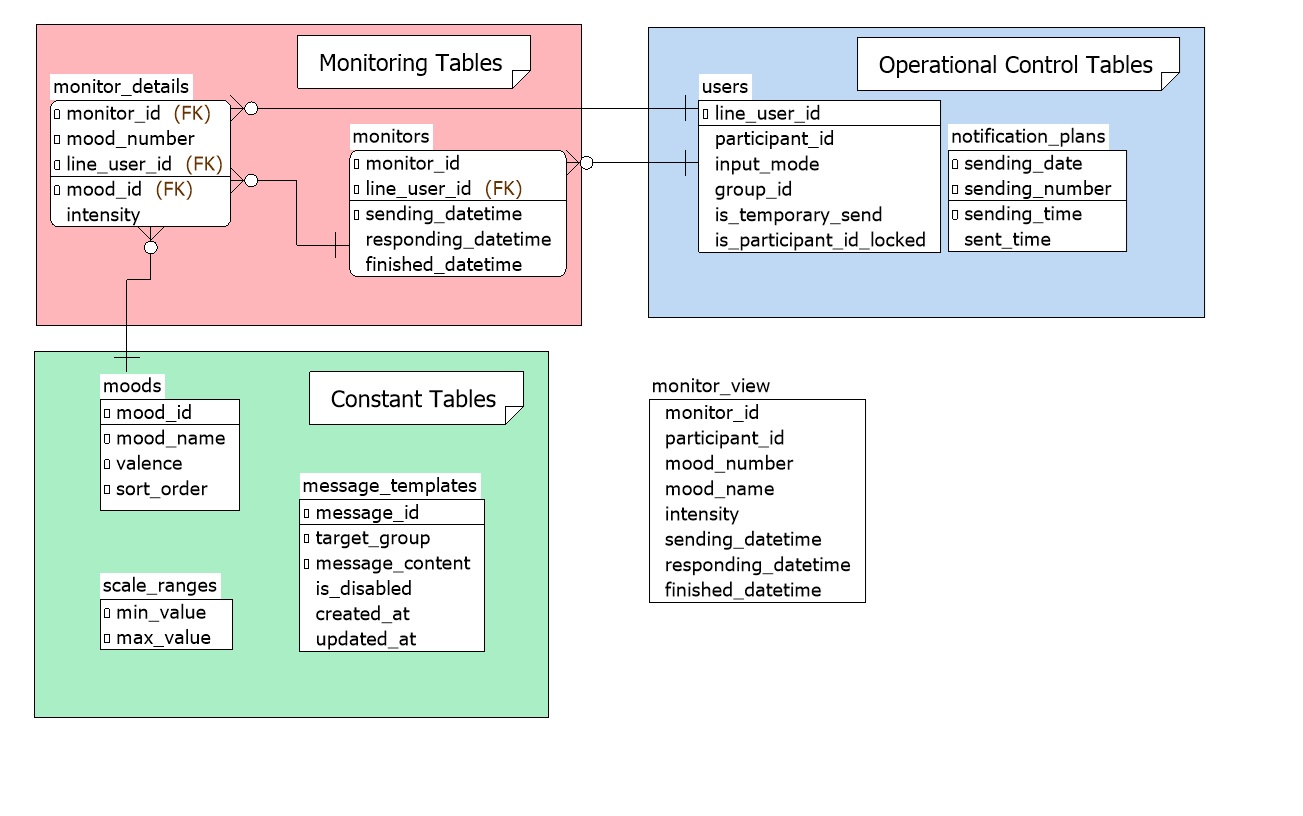 Monitoring Tables
monitor_details
monitor_id (FK)
mood_number
line_user_id (FK)
mood_id (FK)
intensity
monitors
monitor_id
line_user_id (FK)
sending_datetime
responding_datetime
finished_datetime
Operational Control Tables
users
line_user_id
participant_id
input_mode
group_id
is_temporary_send
is_participant_id_locked
notification_plans
sending_date
sending_number
sending_time
sent_time
Constant Tables
moods
mood_id
mood_name
valence
sort_order
message_templates
message_id
target_group
message_content
is_disabled
created_at
updated_at
scale_ranges
min_value
max_value
monitor_view
monitor_id
participant_id
mood_number
mood_name
intensity
sending_datetime
responding_datetime
finished_datetime